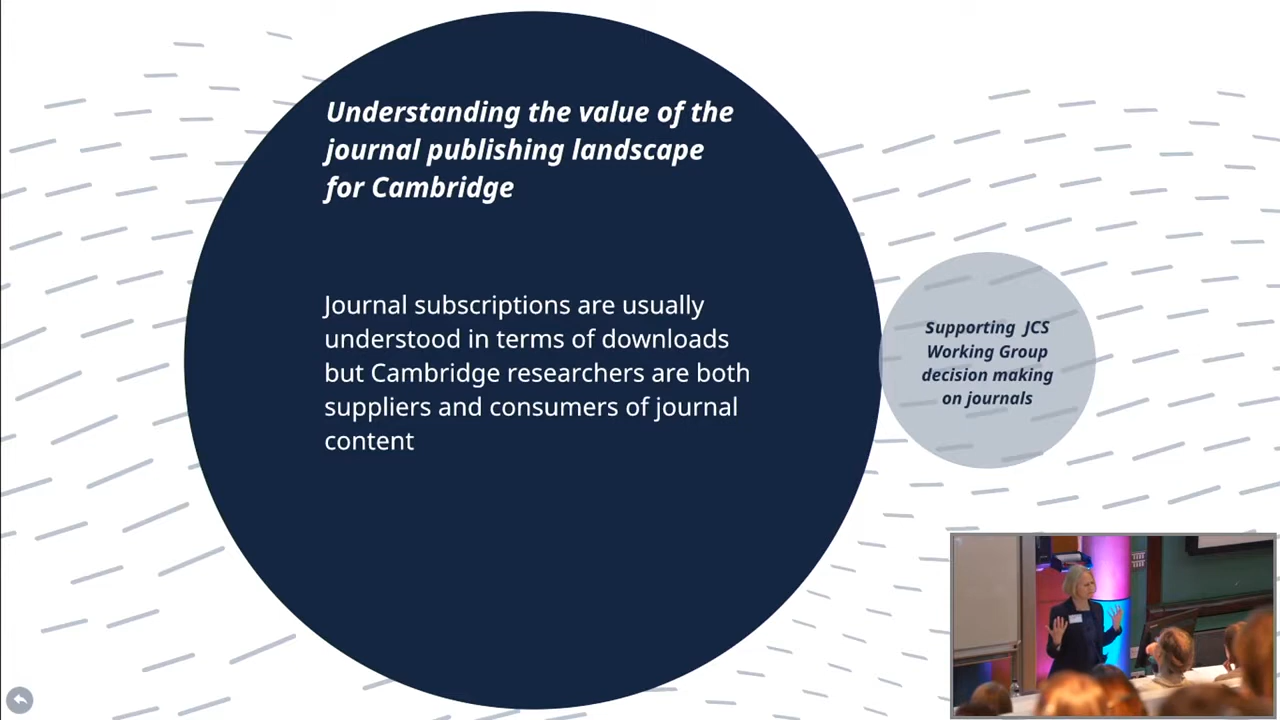 Understanding the value of the
journal publishing landscape
for Cambridge
Journal subscriptions are usually
understood in terms of downloads
but Cambridge researchers are both
suppliers and consumers of journal
content
Supporting JCS
Working Group
decision making
on journals